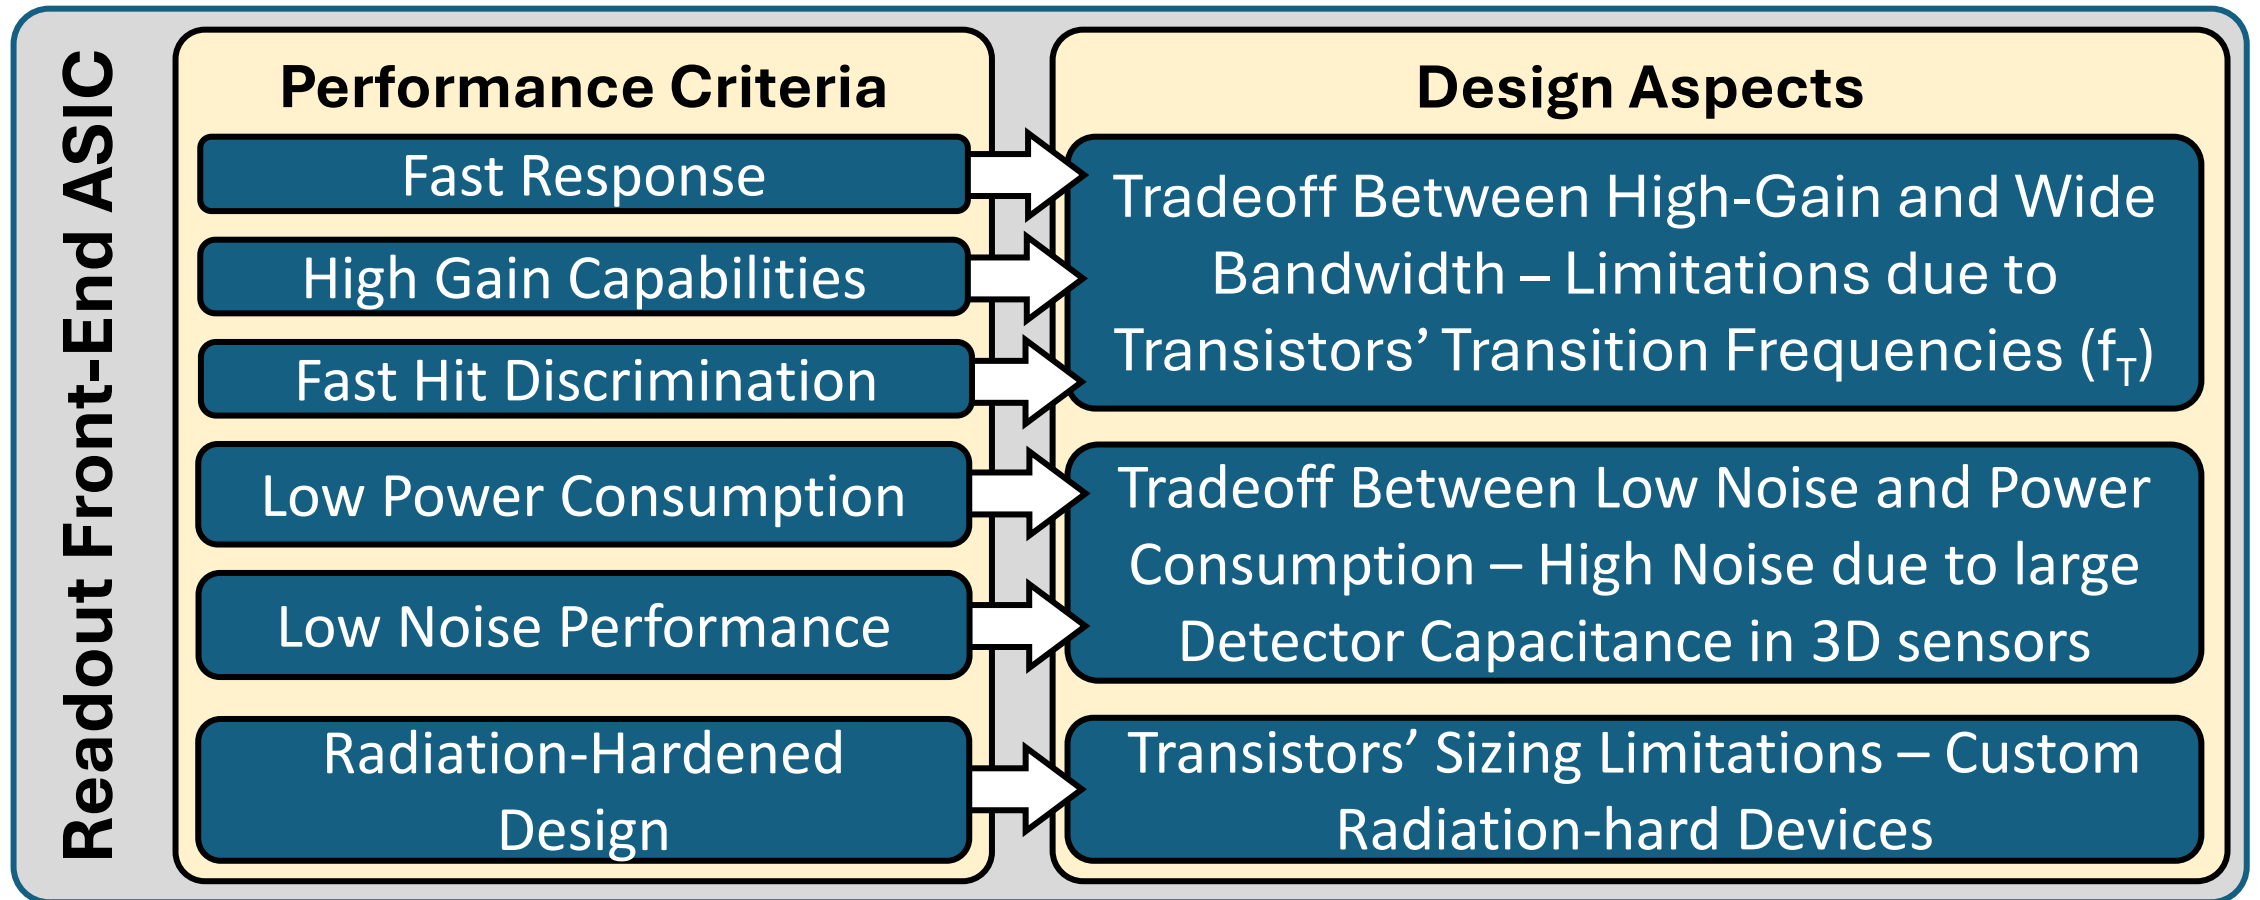 Readout Front-End ASIC
Performance Criteria
Fast Response
High Gain Capabilities
Fast Hit Discrimination
Low Power Consumption
Low Noise Performance
Radiation-Hardened
Design
Design Aspects
Tradeoff Between High-Gain and Wide
Bandwidth – Limitations due to
Transistors’ Transition Frequencies (fT)
Tradeoff Between Low Noise and Power
Consumption – High Noise due to large
Detector Capacitance in 3D sensors
Transistors’ Sizing Limitations – Custom
Radiation-hard Devices